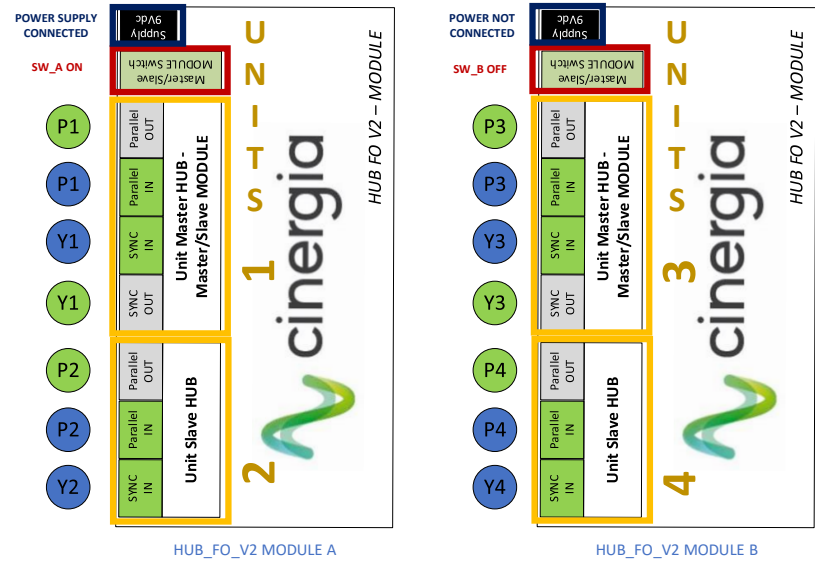 POWER SUPPLY
CONNECTED
Supply
9Vdc
SW_A ON
Master/Slave
MODULE Switch
P1
Parallel
OUT
P1
Parallel
IN
Y1
SYNC
IN
Y1
SYNC
OUT
Unit Master HUB -
Master/Slave MODULE
P2
Parallel
OUT
P2
Parallel
IN
Y2
SYNC
IN
Unit Slave HUB
UNITS
1
2
cinergia
HUB FO V2 – MODULE
HUB_FO_V2 MODULE A
POWER NOT
CONNECTED
Supply
9Vdc
SW_B OFF
Master/Slave
MODULE Switch
P3
Parallel
OUT
P3
Parallel
IN
Y3
SYNC
IN
Y3
SYNC
OUT
Unit Master HUB -
Master/Slave MODULE
P4
Parallel
OUT
P4
Parallel
IN
Y4
SYNC
IN
Unit Slave HUB
UNITS
3
4
cinergia
HUB FO V2 – MODULE
HUB_FO_V2 MODULE B